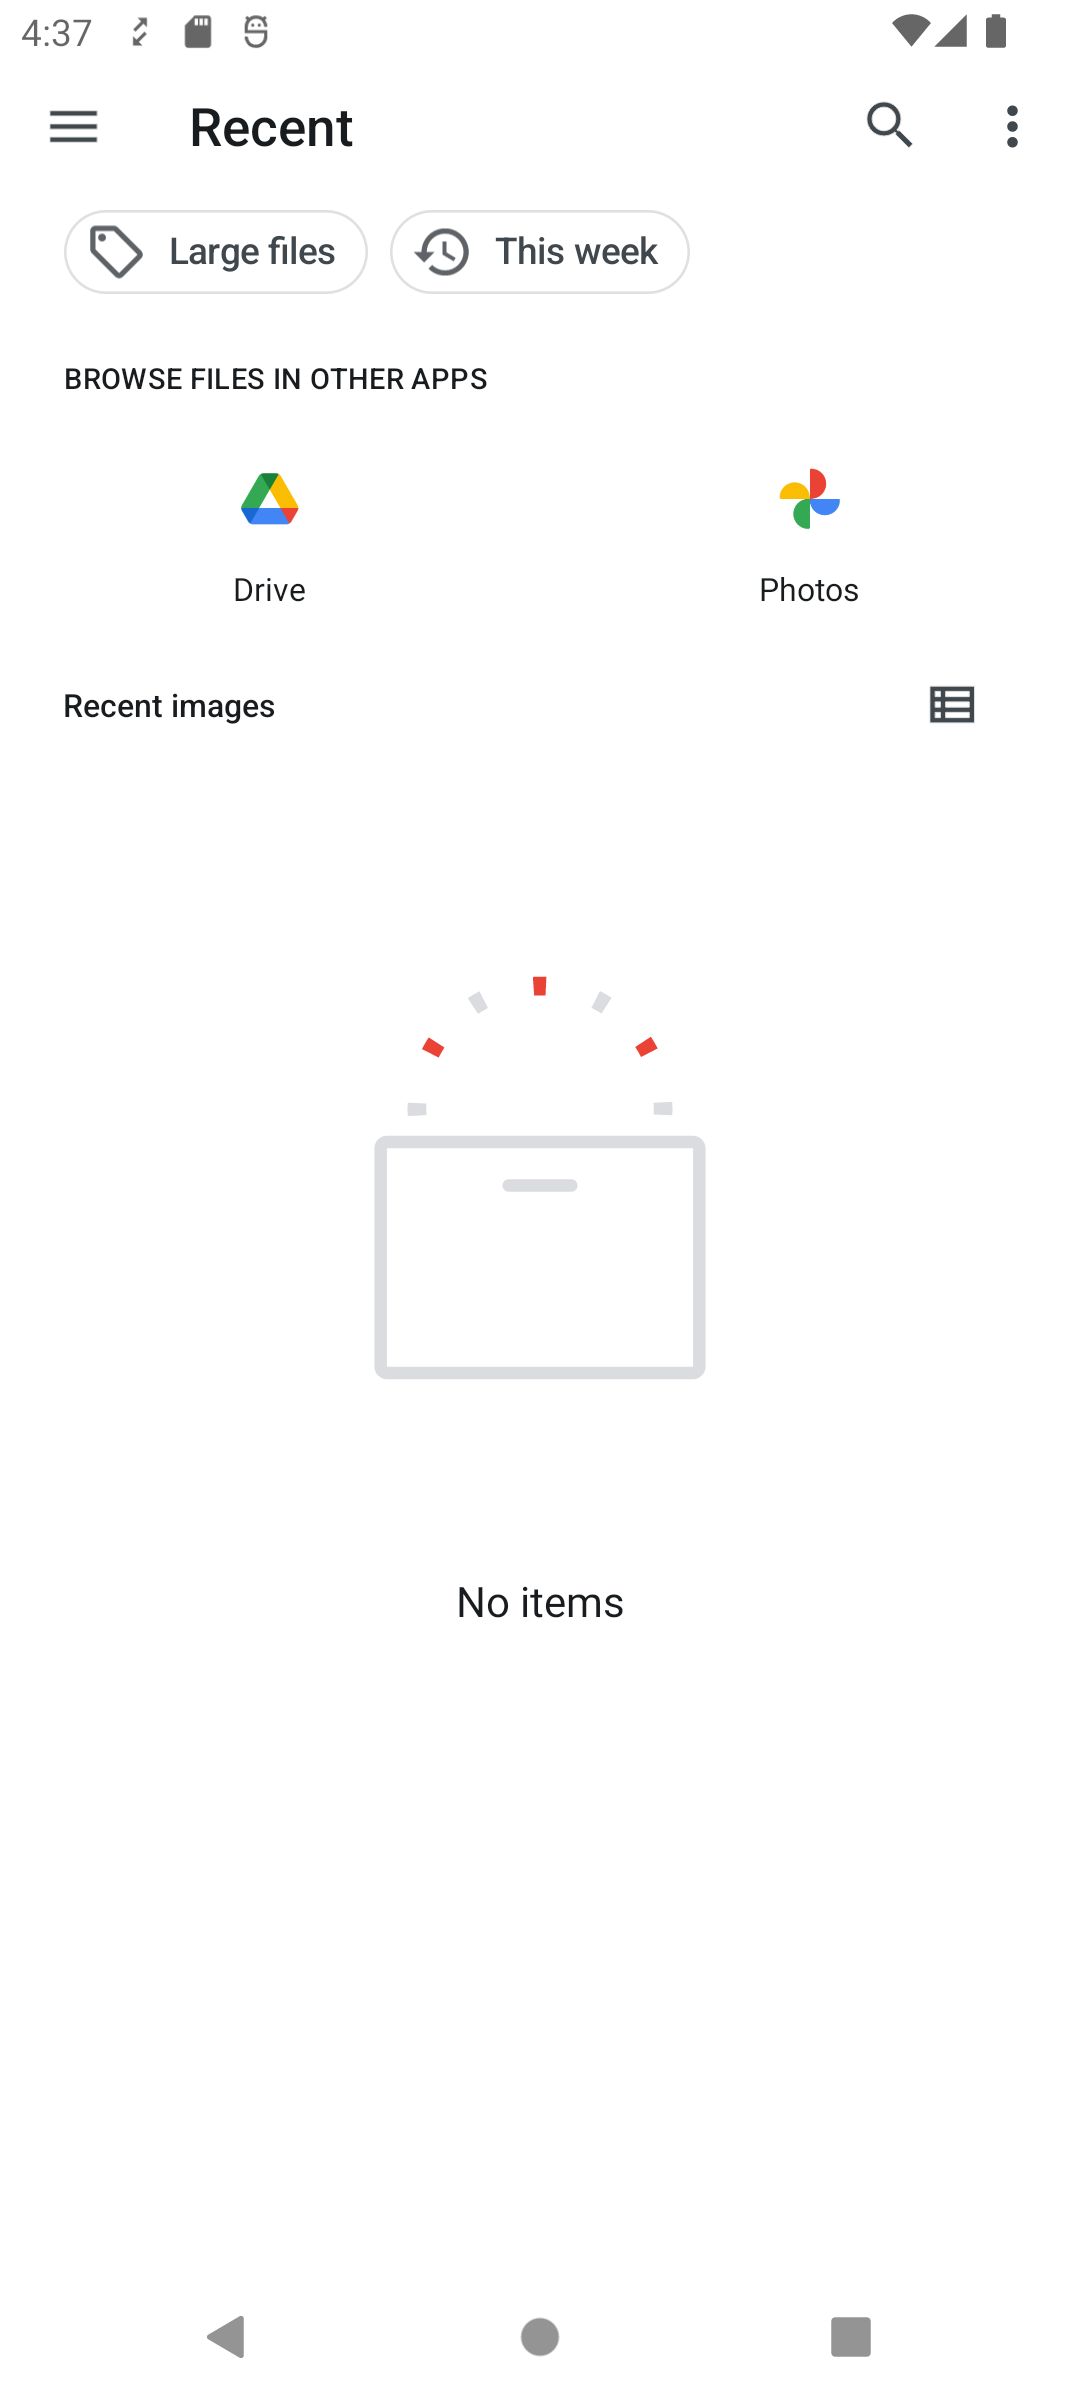 4:37
Recent
Large files
This week
BROWSE FILES IN OTHER APPS
Drive
Photos
Recent images
No items